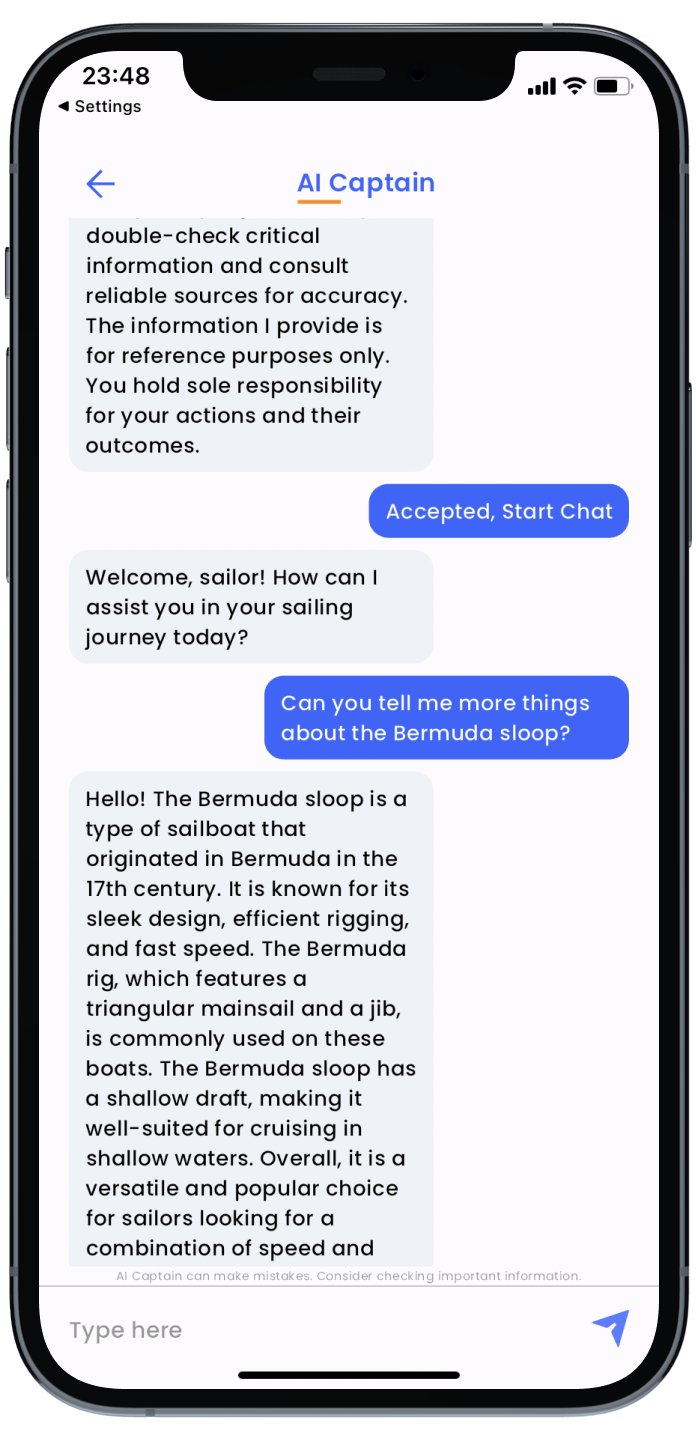 23:48
◀ Settings
AI Captain
double-check critical
information and consult
reliable sources for accuracy.
The information I provide is
for reference purposes only.
You hold sole responsibility
for your actions and their
outcomes.
Accepted, Start Chat
Welcome, sailor! How can I
assist you in your sailing
journey today?
Can you tell me more things
about the Bermuda sloop?
Hello! The Bermuda sloop is a
type of sailboat that
originated in Bermuda in the
17th century. It is known for its
sleek design, efficient rigging,
and fast speed. The Bermuda
rig, which features a
triangular mainsail and a jib,
is commonly used on these
boats. The Bermuda sloop has
a shallow draft, making it
well-suited for cruising in
shallow waters. Overall, it is a
versatile and popular choice
for sailors looking for a
combination of speed and
AI Captain can make mistakes. Consider checking important information.
Type here